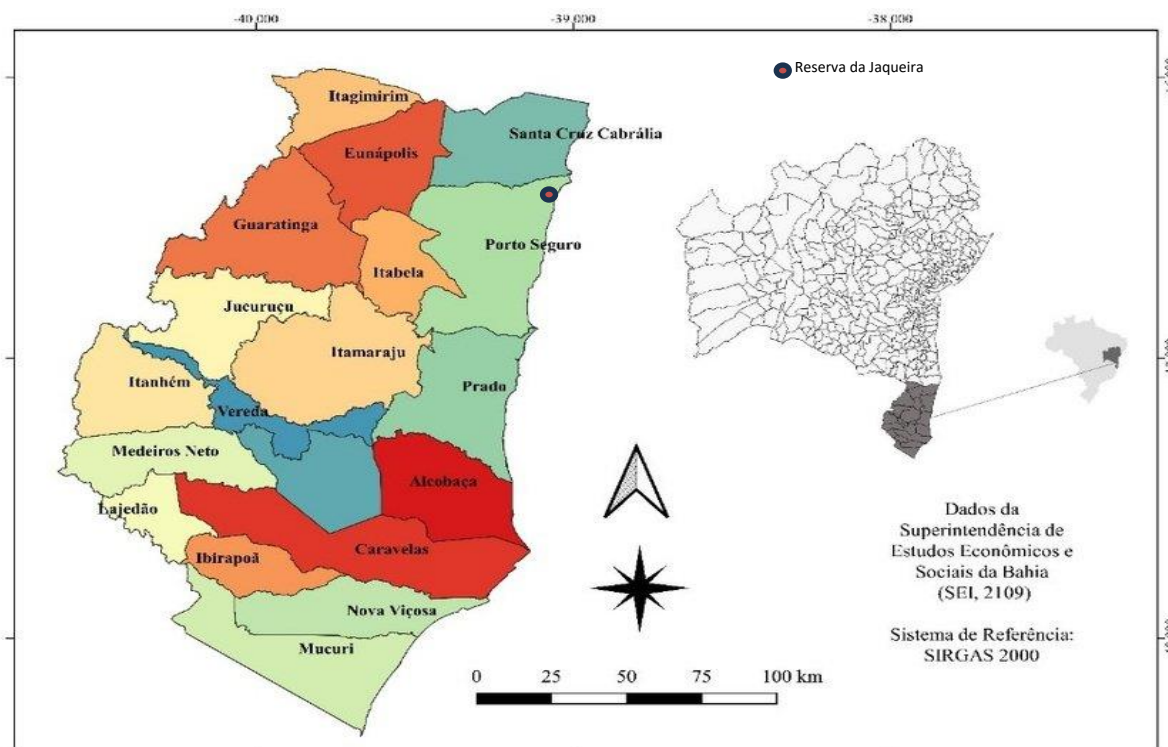 -40.000
-39.000
-38.000
Reserva da Jaqueira
Itagimirim
Santa Cruz Cabrália
Eunápolis
Guaratinga
Porto Seguro
Itabela
Jucuruçu
Itamaraju
Itanhém
Prado
Vereda
Medeiros Neto
Alcobaça
Lajedão
Caravelas
Ibirapoã
Nova Viçosa
Mucuri
Dados da
Superintendência de
Estudos Econômicos e
Sociais da Bahia
(SEI, 2109)
Sistema de Referência:
SIRGAS 2000
0 25 50 75 100 km